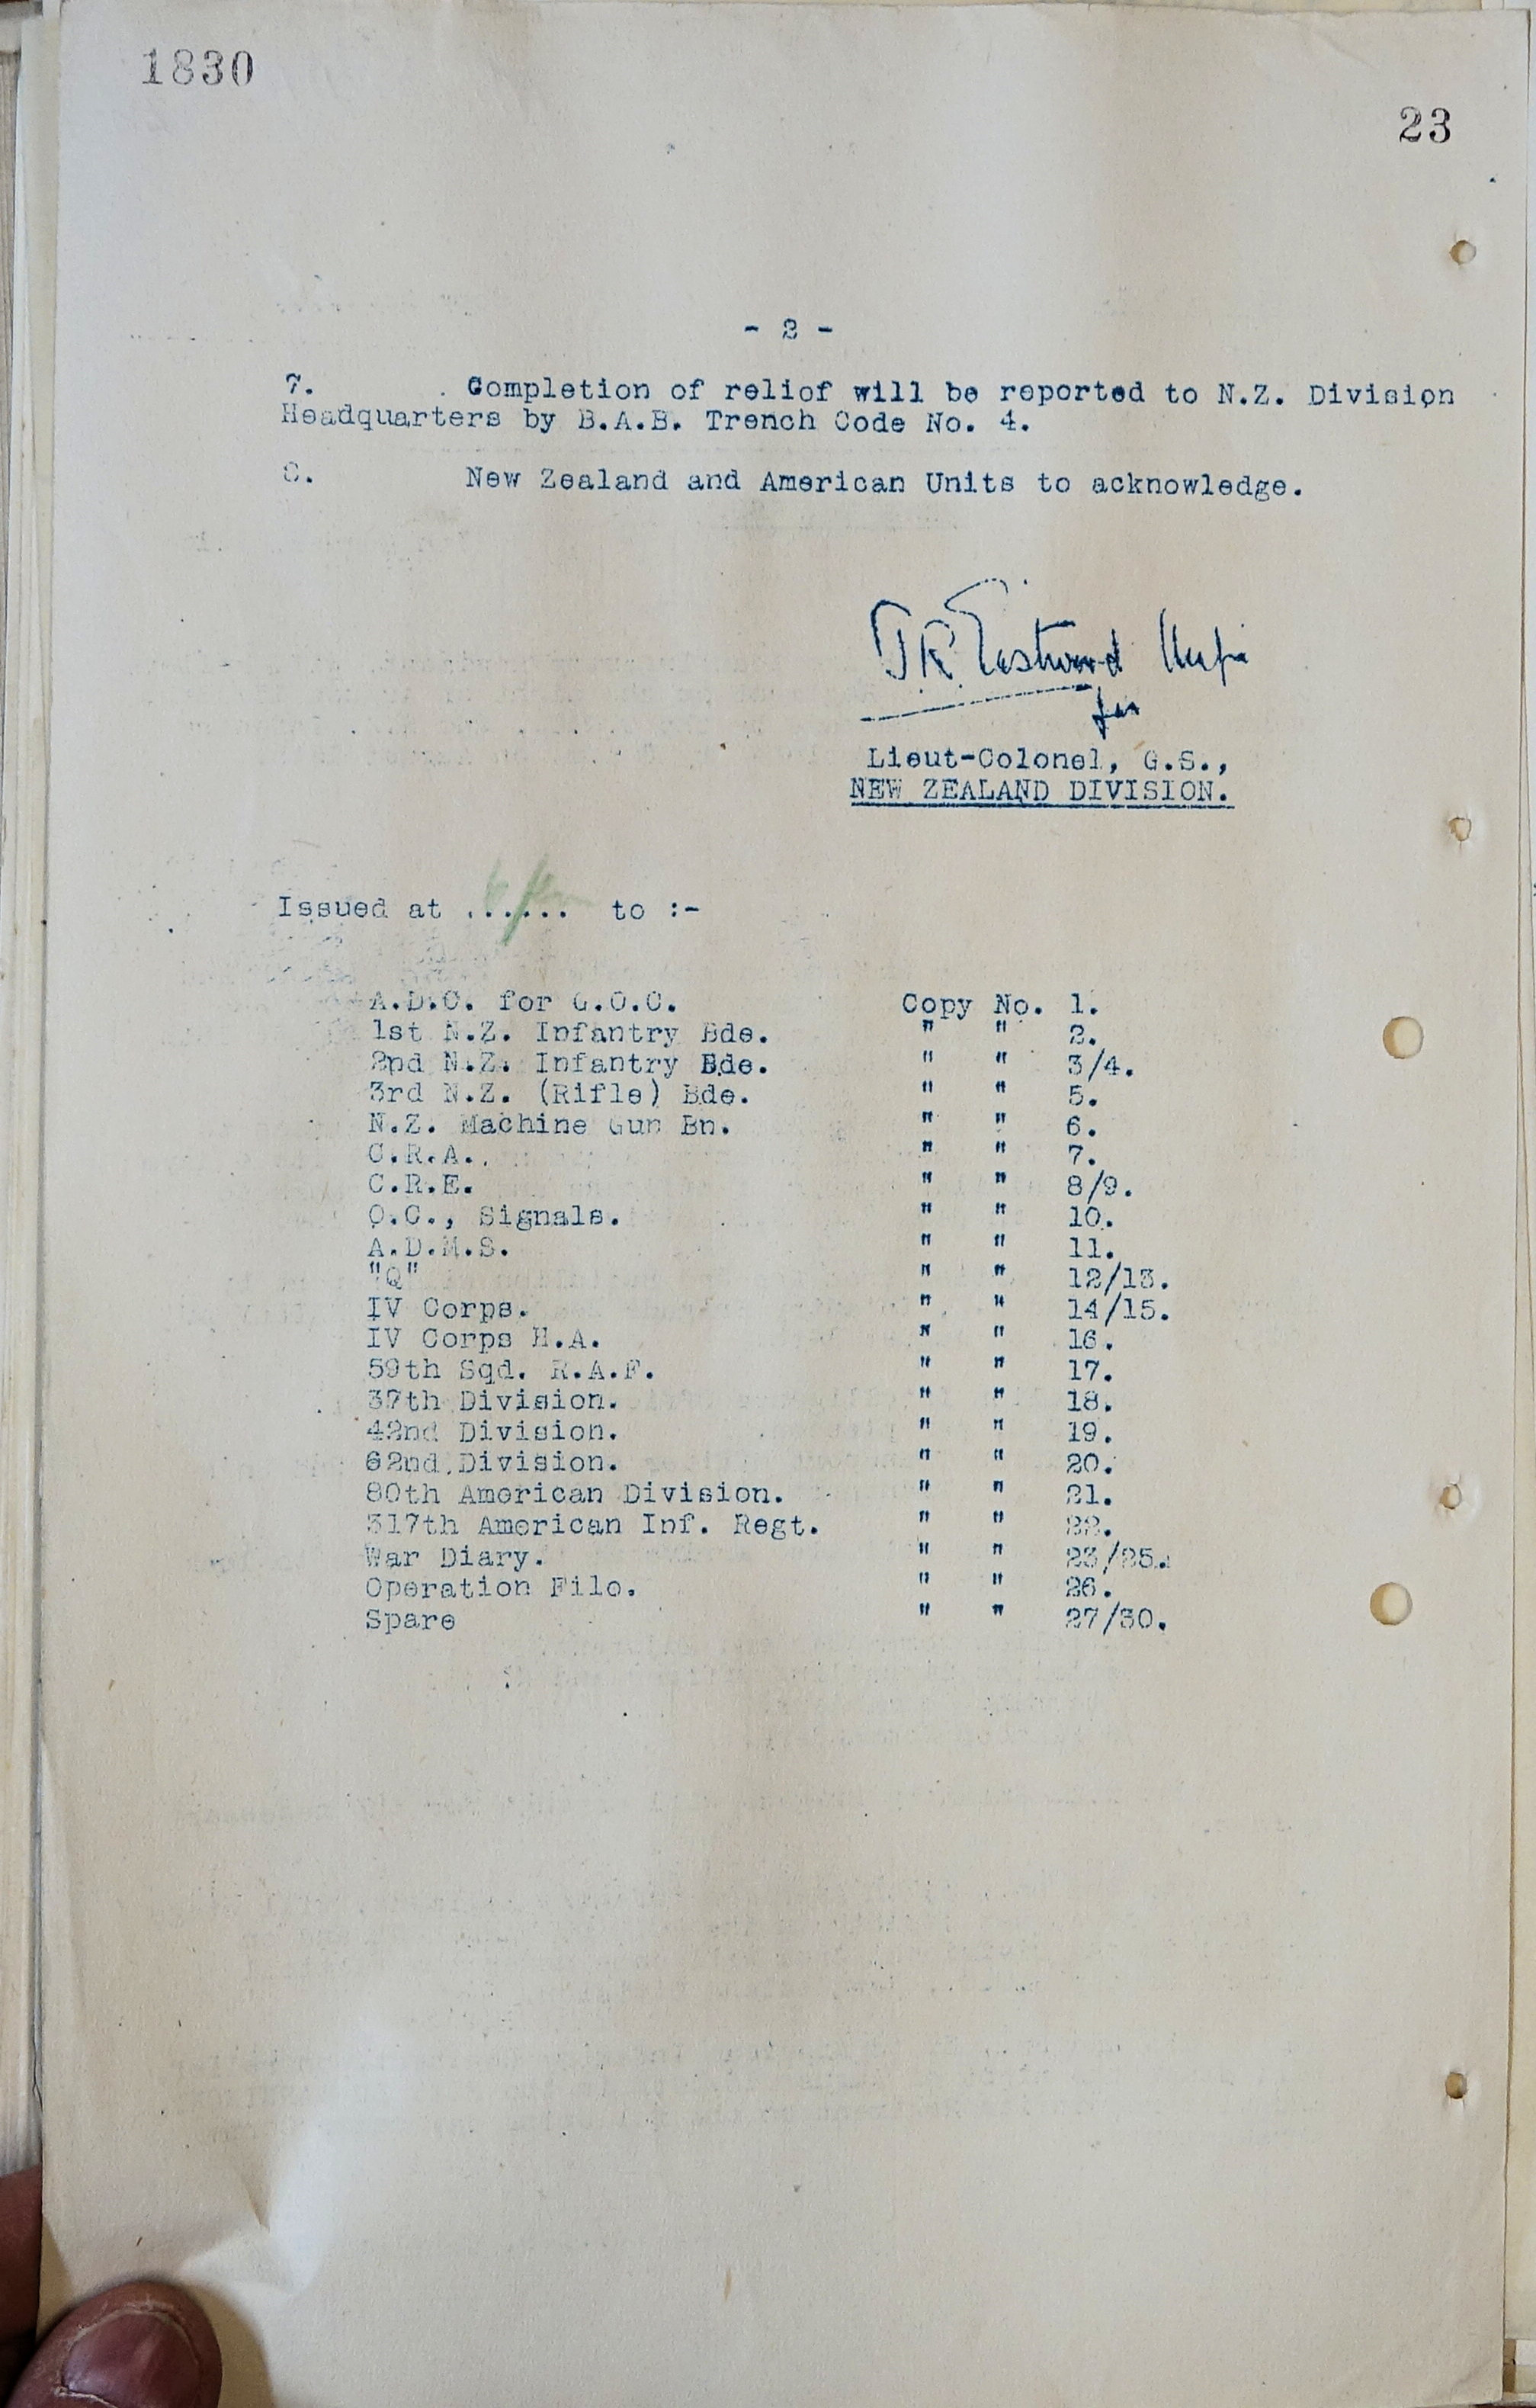 1830
23
- 2 -
7. Completion of relief will be reported to N.Z. Division
Headquarters by B.A.B. Trench Code No. 4.
8. New Zealand and American Units to acknowledge.
T.R. Eastwood Major
for
Lieut-Colonel, G.S.,
NEW ZEALAND DIVISION.
Issued at ...... to :-
A.D.C. for G.O.C. Copy No. 1.
1st N.Z. Infantry Bde. " " 2.
2nd N.Z. Infantry Bde. " " 3/4.
3rd N.Z. (Rifle) Bde. " " 5.
N.Z. Machine Gun Bn. " " 6.
C.R.A. " " 7.
C.R.E. " " 8/9.
O.C., Signals. " " 10.
A.D.M.S. " " 11.
"Q" " " 12/13.
IV Corps. " " 14/15.
IV Corps H.A. " " 16.
59th Sqd. R.A.F. " " 17.
37th Division. " " 18.
42nd Division. " " 19.
62nd Division. " " 20.
80th American Division. " " 21.
317th American Inf. Regt. " " 22.
War Diary. " " 23/25.
Operation File. " " 26.
Spare " " 27/30.